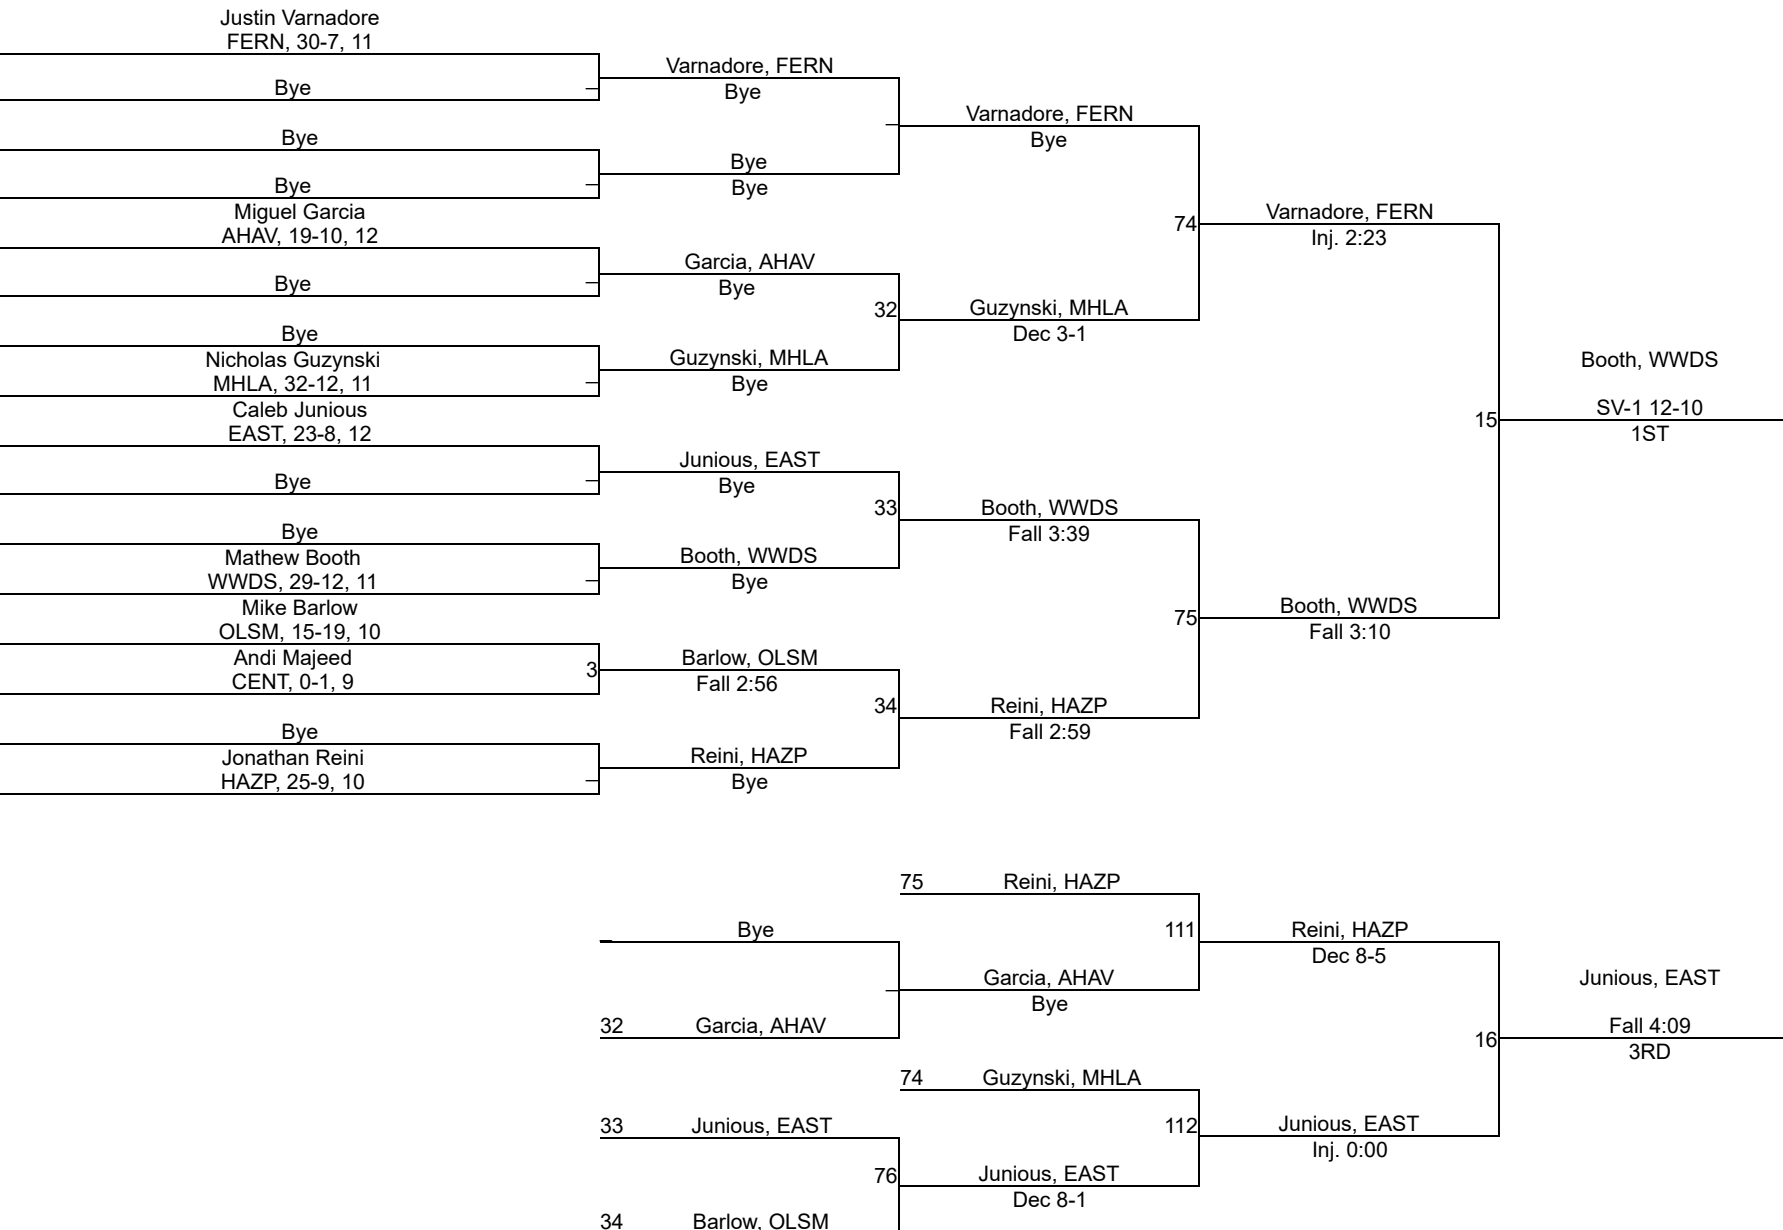 Justin Varnadore
FERN, 30-7, 11
Bye
Bye
Bye
Miguel Garcia
AHAV, 19-10, 12
Bye
Bye
Nicholas Guzynski
MHLA, 32-12, 11
Caleb Junious
EAST, 23-8, 12
Bye
Bye
Mathew Booth
WWDS, 29-12, 11
Mike Barlow
OLSM, 15-19, 10
Andi Majeed
CENT, 0-1, 9
3
Bye
Jonathan Reini
HAZP, 25-9, 10
Varnadore, FERN
Bye
Bye
Bye
Garcia, AHAV
Bye
32
Guzynski, MHLA
Bye
Junious, EAST
Bye
33
Booth, WWDS
Bye
Barlow, OLSM
Fall 2:56
34
Reini, HAZP
Bye
Varnadore, FERN
Bye
74
Guzynski, MHLA
Dec 3-1
Booth, WWDS
Fall 3:39
75
Reini, HAZP
Fall 2:59
Varnadore, FERN
Inj. 2:23
15
Booth, WWDS
Fall 3:10
Booth, WWDS
SV-1 12-10
1ST
75 Reini, HAZP
Bye
111
Garcia, AHAV
Bye
32 Garcia, AHAV
74 Guzynski, MHLA
33 Junious, EAST
112
76
Junious, EAST
Dec 8-1
34 Barlow, OLSM
Reini, HAZP
Dec 8-5
16
Junious, EAST
Inj. 0:00
Junious, EAST
Fall 4:09
3RD